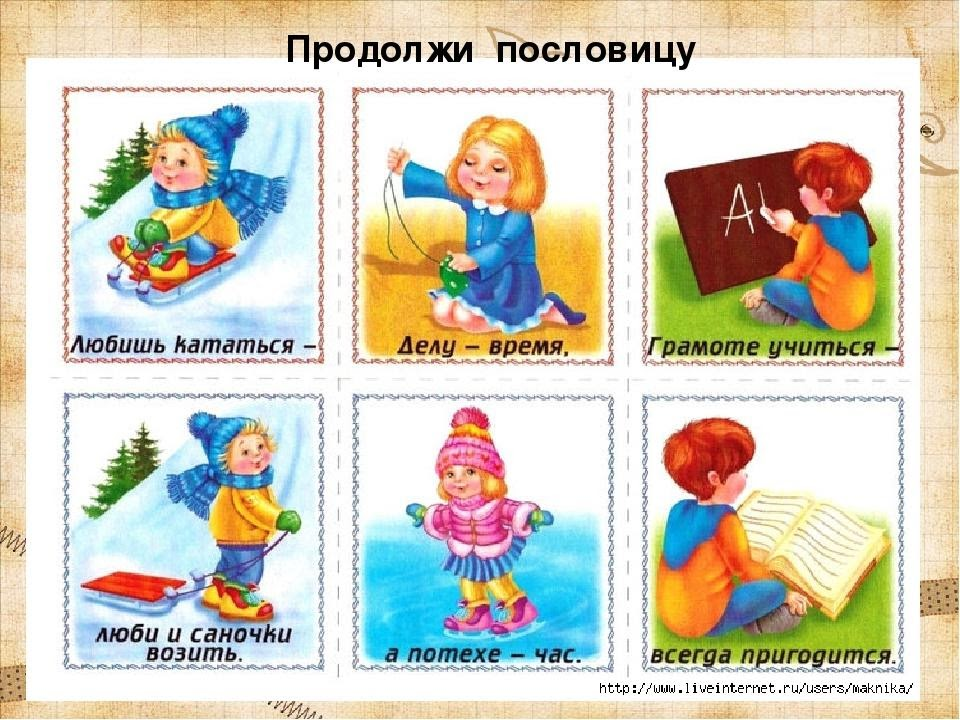 Продолжи пословицу
Любишь кататься –
Делу – время,
Грамоте учиться –
люби и саночки
возить.
а потехе – час.
всегда пригодится.
А
http://www.liveinternet.ru/users/maknika/